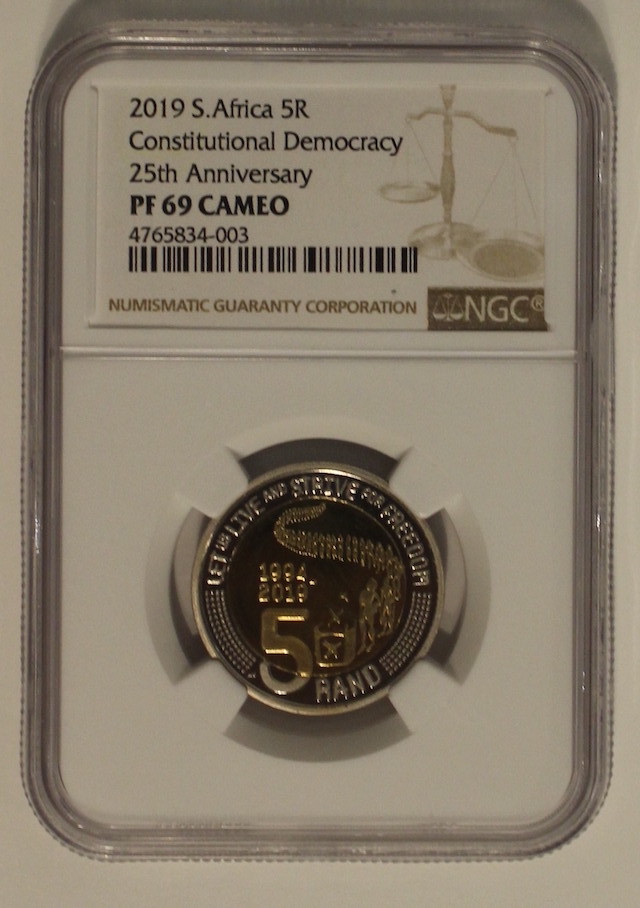 2019 S.Africa 5R
Constitutional Democracy
25th Anniversary
PF 69 CAMEO
4765834-003
NUMISMATIC GUARANTY CORPORATION
NGC®
LET US LIVE AND STRIVE FOR FREEDOM
1994-
2019
5
RAND